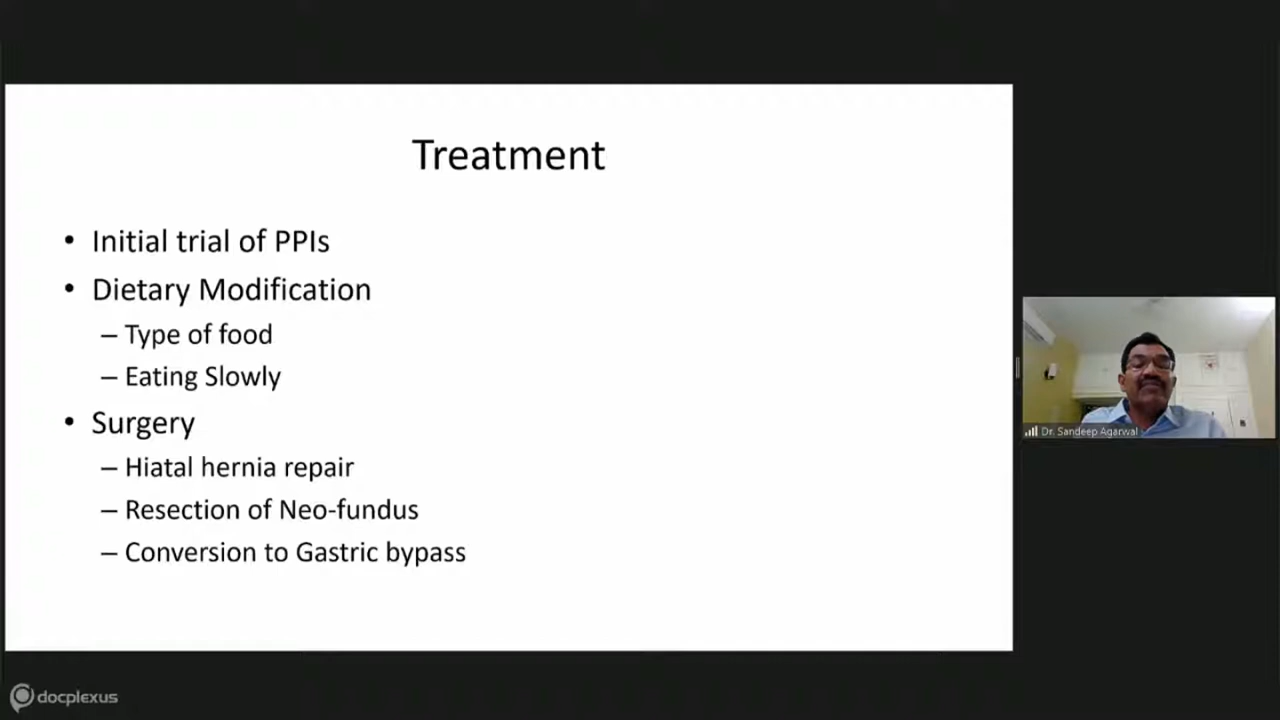 Treatment
• Initial trial of PPIs
• Dietary Modification
– Type of food
– Eating Slowly
• Surgery
– Hiatal hernia repair
– Resection of Neo-fundus
– Conversion to Gastric bypass
Dr. Sandeep Agarwal
docplexus